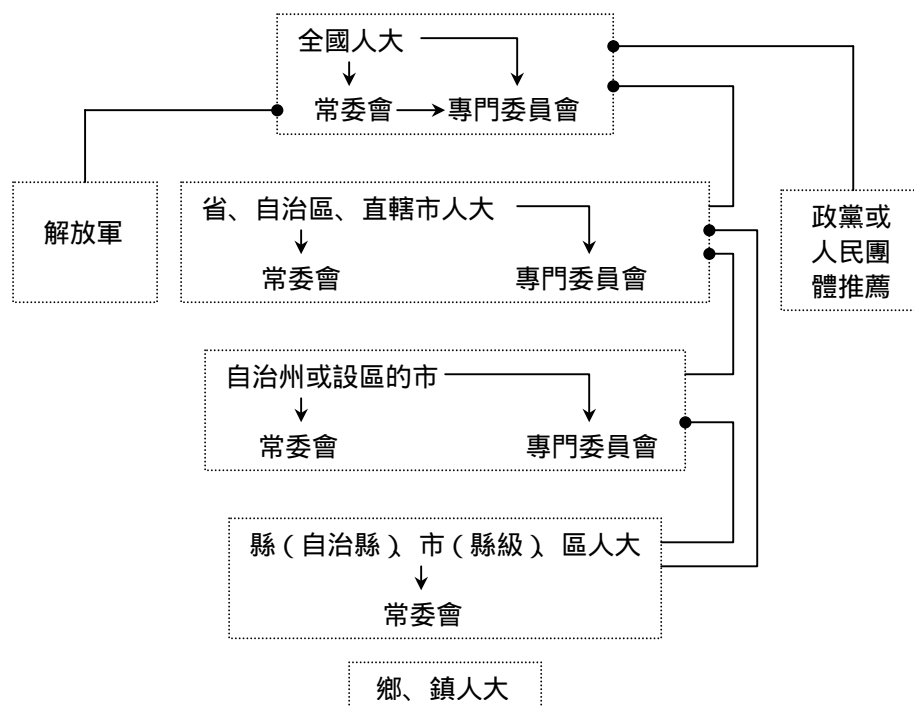 全國人大
常委會 專門委員會
解放軍
省、自治區、直轄市人大
常委會 專門委員會
政黨或
人民團
體推薦
自治州或設區的市
常委會 專門委員會
縣（自治縣）、市（縣級）、區人大
常委會
鄉、鎮人大